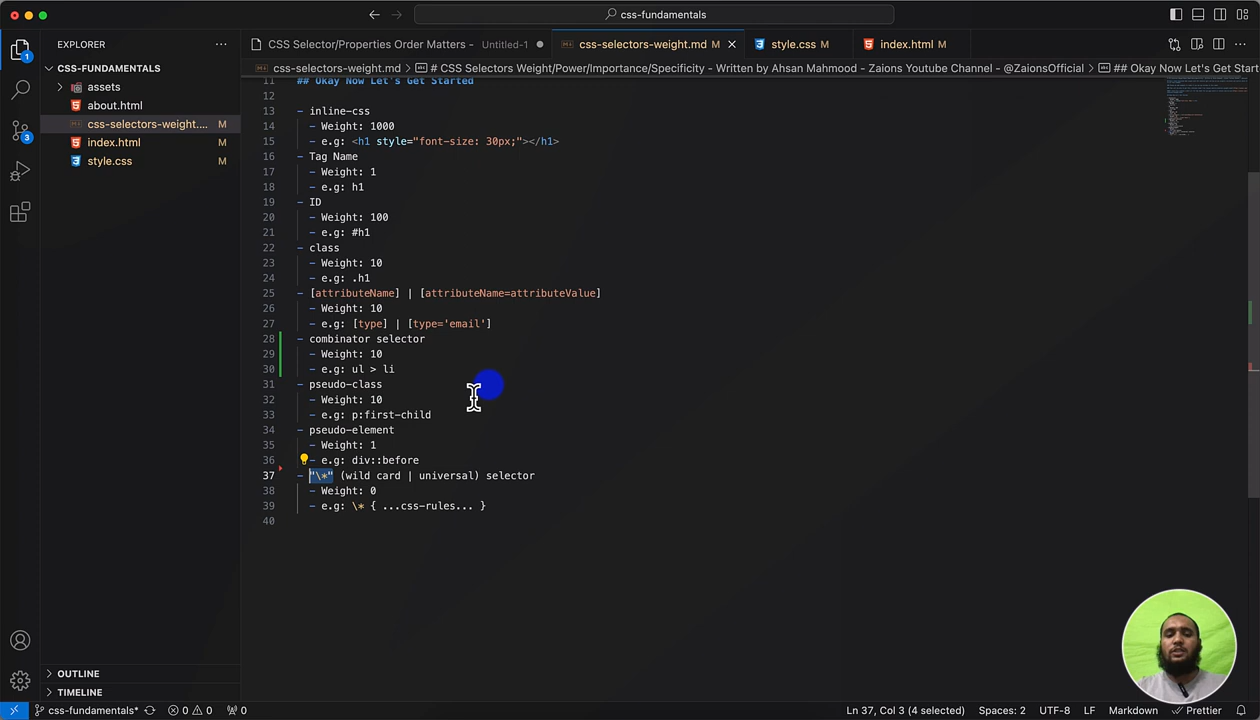 css-fundamentals
EXPLORER
CSS Selector/Properties Order Matters - Untitled-1
css-selectors-weight.md M
style.css M
index.html M
CSS-FUNDAMENTALS
css-selectors-weight.md > # CSS Selectors Weight/Power/Importance/Specificity - Written by Ahsan Mahmood - Zaions Youtube Channel - @ZaionsOfficial > ## Okay Now Let's Get Start
assets
about.html
css-selectors-weight.... M
index.html M
style.css M
11 ## Okay Now Let's Get Started
12
13 - inline-css
14 - Weight: 1000
15 - e.g: <h1 style="font-size: 30px;"></h1>
16 - Tag Name
17 - Weight: 1
18 - e.g: h1
19 - ID
20 - Weight: 100
21 - e.g: #h1
22 - class
23 - Weight: 10
24 - e.g: .h1
25 - [attributeName] | [attributeName=attributeValue]
26 - Weight: 10
27 - e.g: [type] | [type='email']
28 - combinator selector
29 - Weight: 10
30 - e.g: ul > li
31 - pseudo-class
32 - Weight: 10
33 - e.g: p:first-child
34 - pseudo-element
35 - Weight: 1
36 - e.g: div::before
37 - "\*" (wild card | universal) selector
38 - Weight: 0
39 - e.g: \* { ...css-rules... }
40
1
3
OUTLINE
TIMELINE
css-fundamentals* 0 0 0 Ln 37, Col 3 (4 selected) Spaces: 2 UTF-8 LF Markdown Prettier